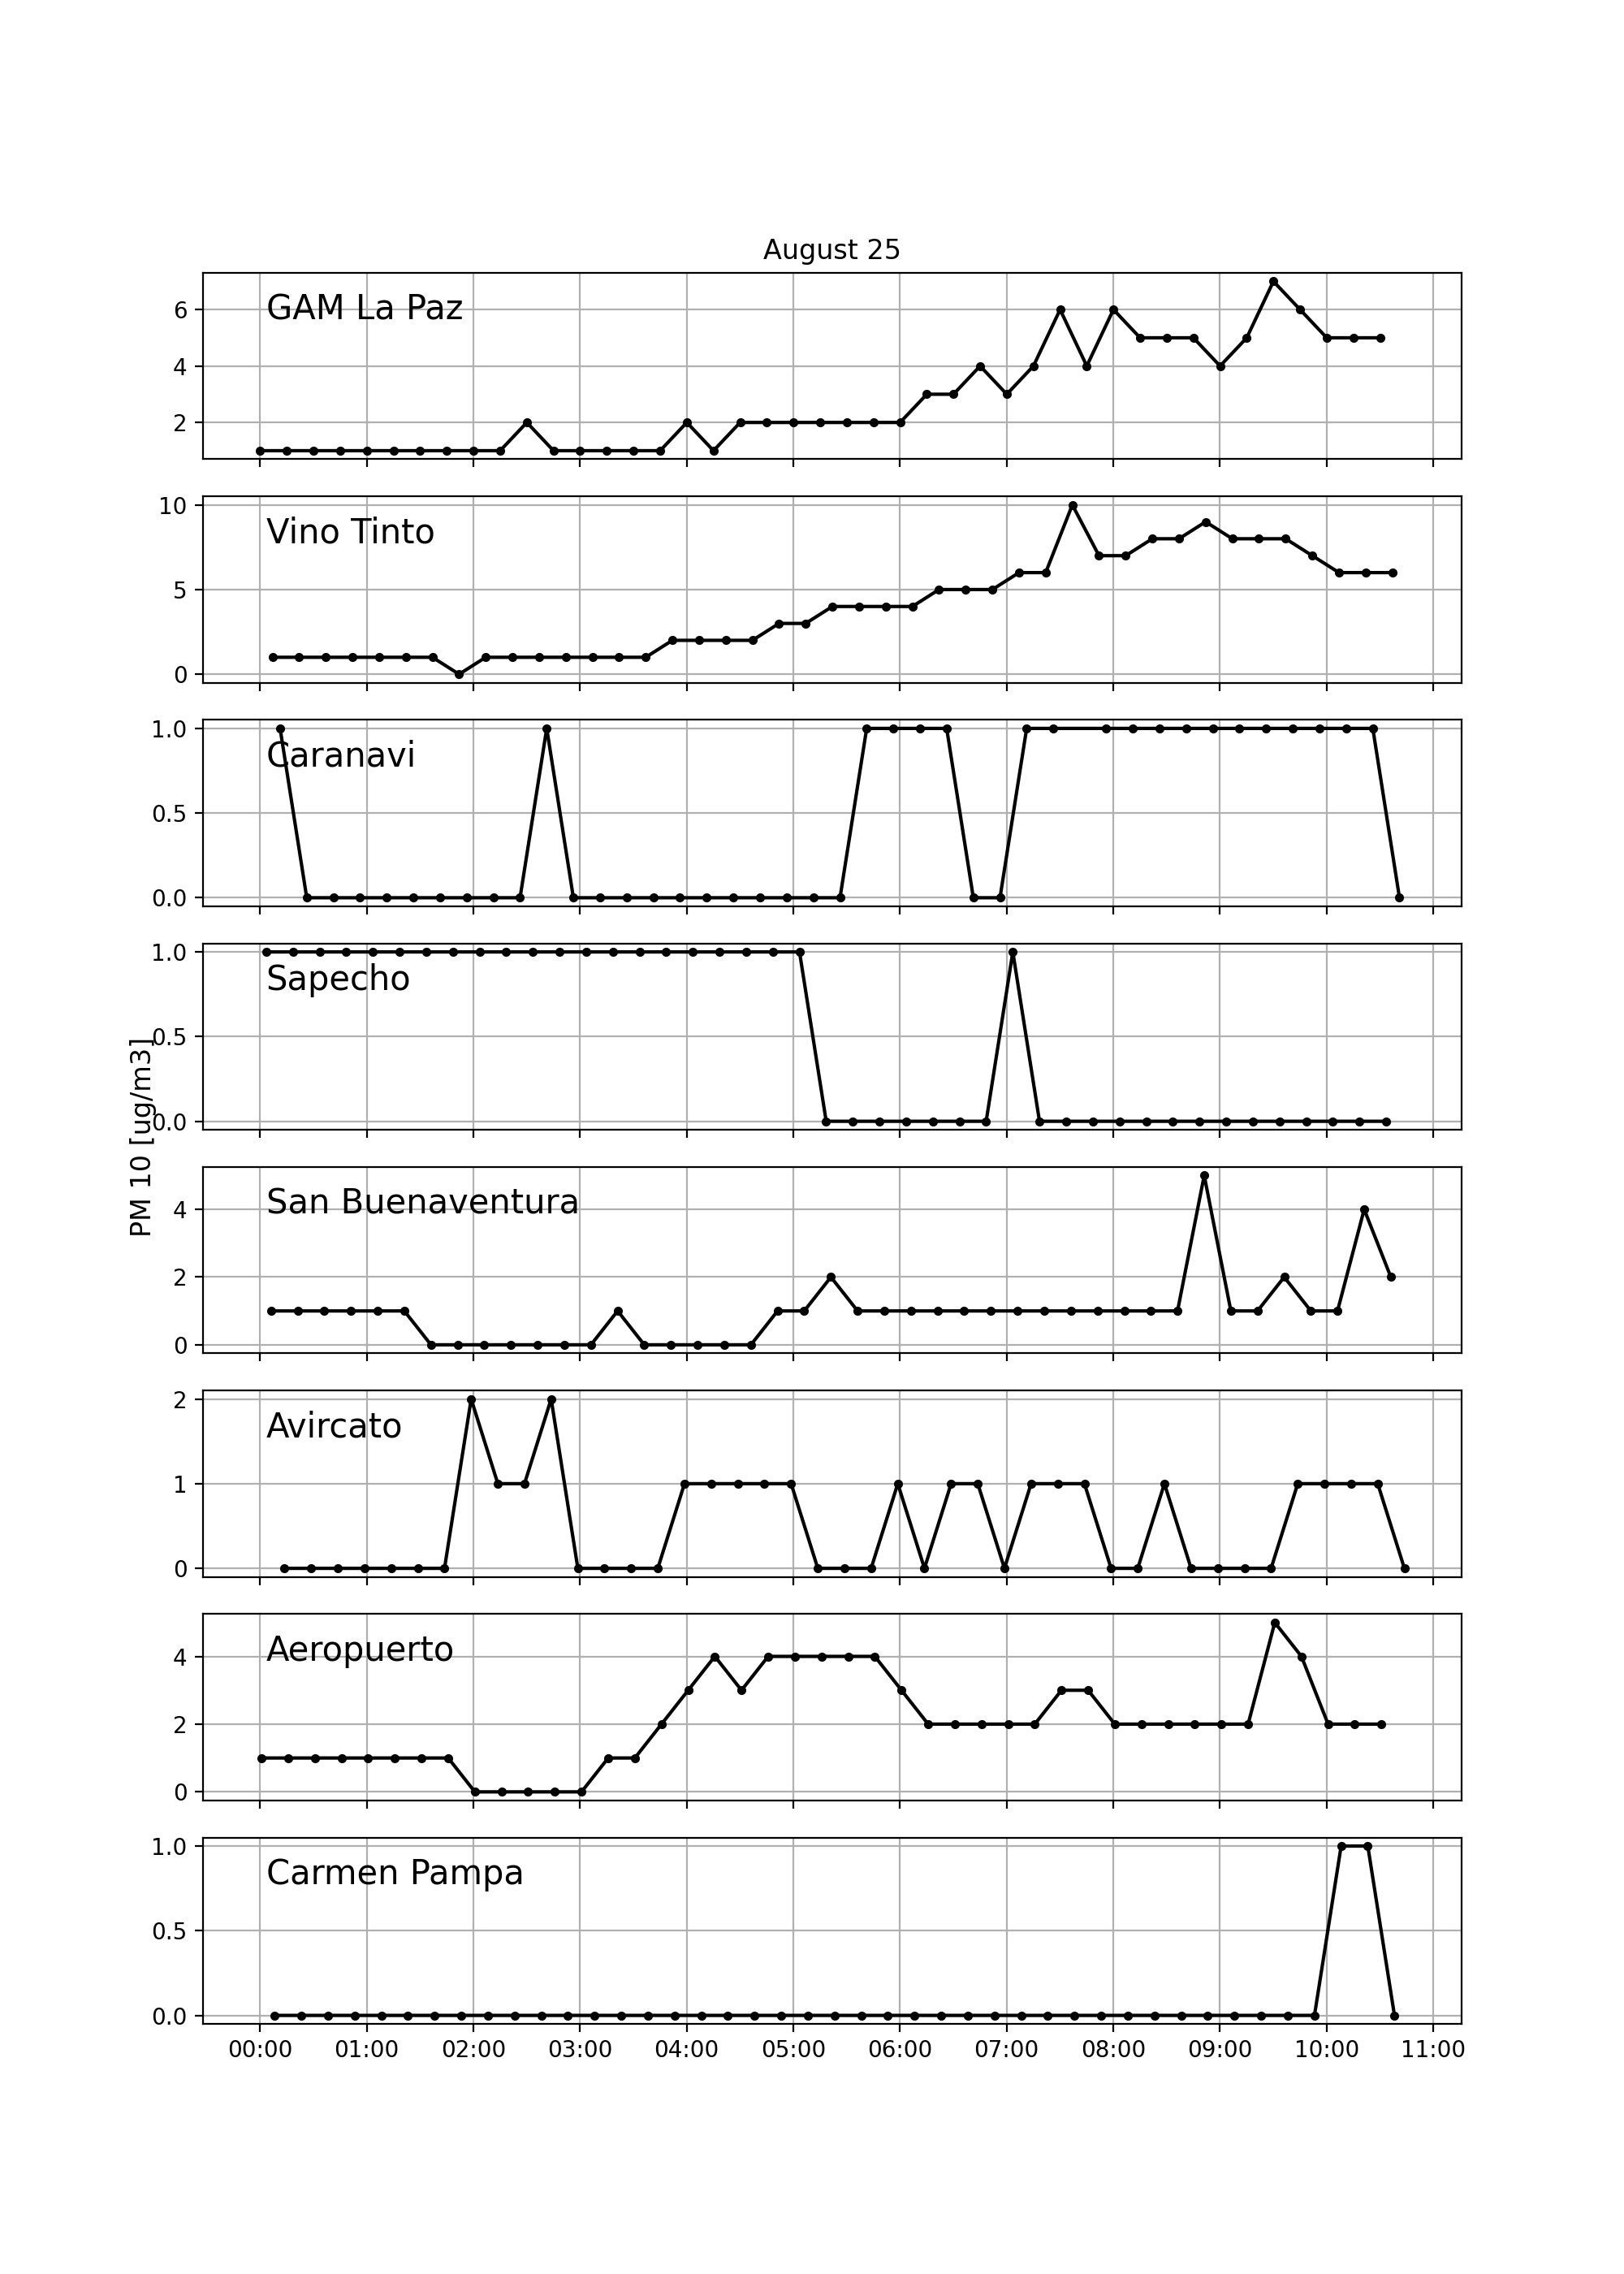 August 25
PM 10 [ug/m3]
GAM La Paz
6
4
2
Vino Tinto
10
5
0
Caranavi
1.0
0.5
0.0
Sapecho
1.0
0.5
0.0
San Buenaventura
4
2
0
Avircato
2
1
0
Aeropuerto
4
2
0
Carmen Pampa
1.0
0.5
0.0
00:00 01:00 02:00 03:00 04:00 05:00 06:00 07:00 08:00 09:00 10:00 11:00